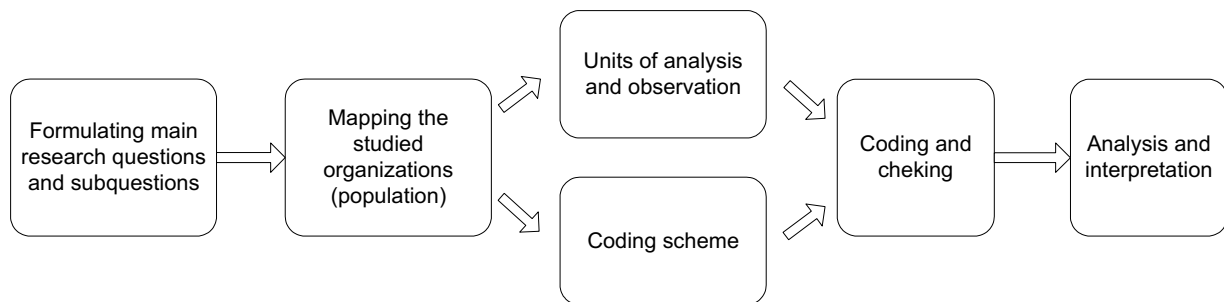 Formulating main
research questions
and subquestions
Mapping the
studied
organizations
(population)
Units of analysis
and observation
Coding scheme
Coding and
cheking
Analysis and
interpretation